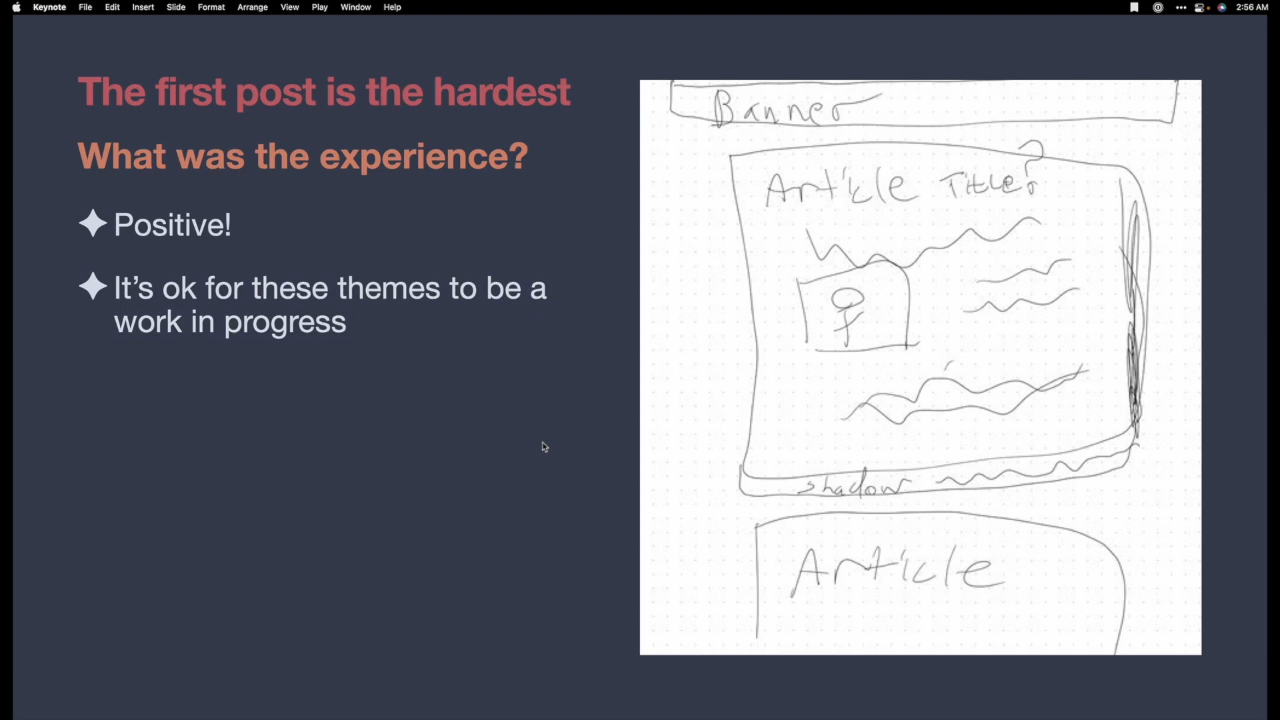 Keynote File Edit Insert Slide Format Arrange View Play Window Help 2:56 AM
The first post is the hardest
What was the experience?
Positive!
It's ok for these themes to be a
work in progress
Banner
Article Title?
shadow
Article